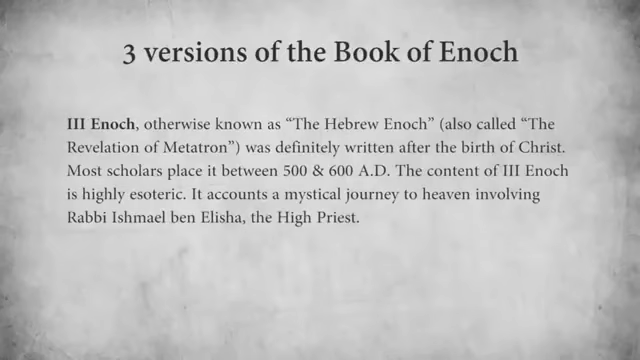 3 versions of the Book of Enoch
III Enoch, otherwise known as “The Hebrew Enoch” (also called “The
Revelation of Metatron”) was definitely written after the birth of Christ.
Most scholars place it between 500 & 600 A.D. The content of III Enoch
is highly esoteric. It accounts a mystical journey to heaven involving
Rabbi Ishmael ben Elisha, the High Priest.